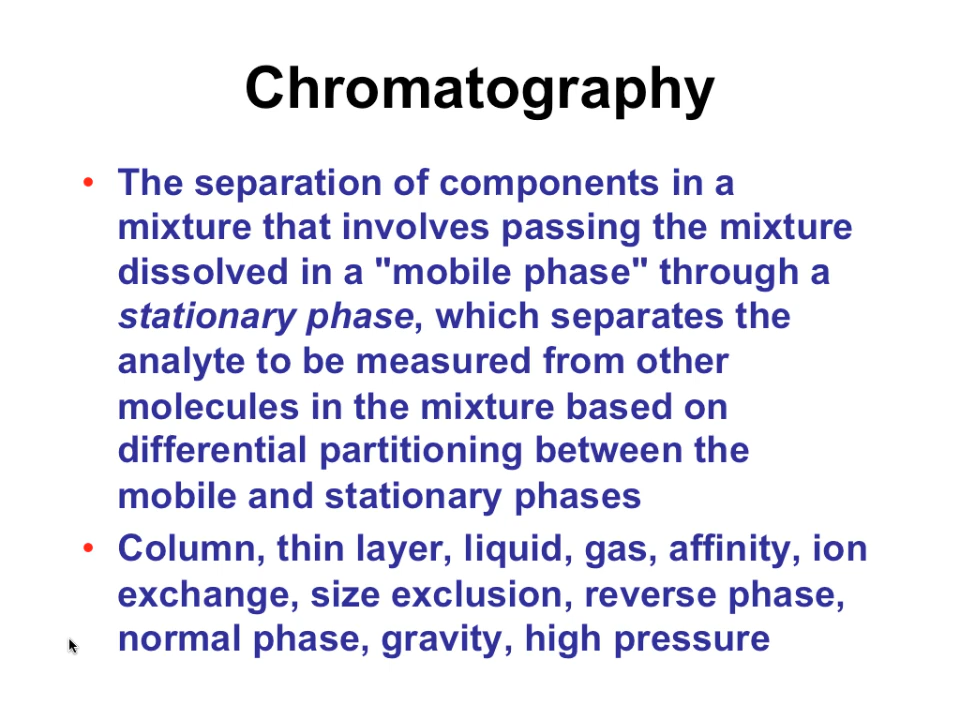 Chromatography
• The separation of components in a
mixture that involves passing the mixture
dissolved in a "mobile phase" through a
stationary phase, which separates the
analyte to be measured from other
molecules in the mixture based on
differential partitioning between the
mobile and stationary phases
• Column, thin layer, liquid, gas, affinity, ion
exchange, size exclusion, reverse phase,
normal phase, gravity, high pressure